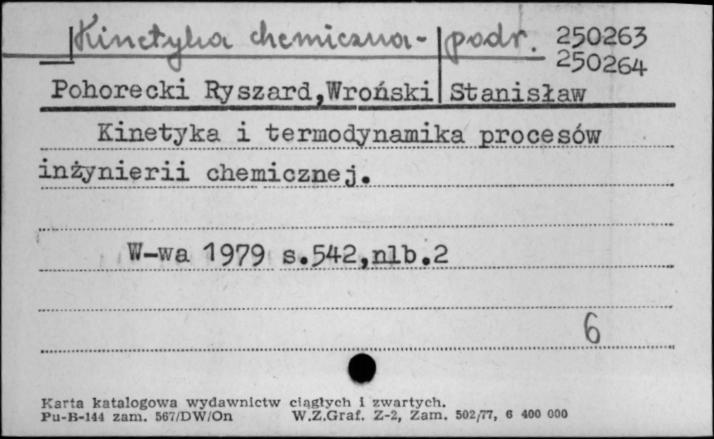 Kinetyka chemiczna - podr. 250263
250264
Pohorecki Ryszard,Wroński Stanisław
Kinetyka i termodynamika procesów
inżynierii chemicznej.
W-wa 1979 s.542,nlb.2
6
Karta katalogowa wydawnictw ciągłych i zwartych.
Pu-B-144 zam. 567/DW/On W.Z.Graf. Z-2, Zam. 502/77, 6 400 000